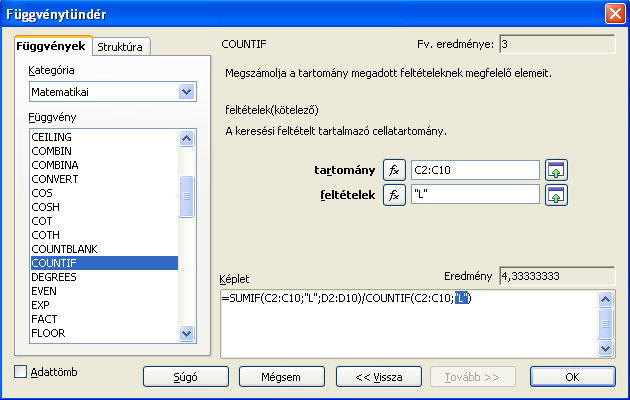 Függvénytündér
Függvények
Struktúra
Kategória
Matematikai
Függvény
CEILING
COMBIN
COMBINA
CONVERT
COS
COSH
COT
COTH
COUNTBLANK
COUNTIF
DEGREES
EVEN
EXP
FACT
FLOOR
COUNTIF
Fv. eredménye: 3
Megszámolja a tartomány megadott feltételeknek megfelelő elemeit.
feltételek(kötelező)
A keresési feltételt tartalmazó cellatartomány.
tartomány fx C2:C10
feltételek fx "L"
Képlet
Eredmény 4,33333333
=SUMIF(C2:C10;"L";D2:D10)/COUNTIF(C2:C10;"L")
Adattömb
Súgó
Mégsem
<< Vissza
Tovább >>
OK